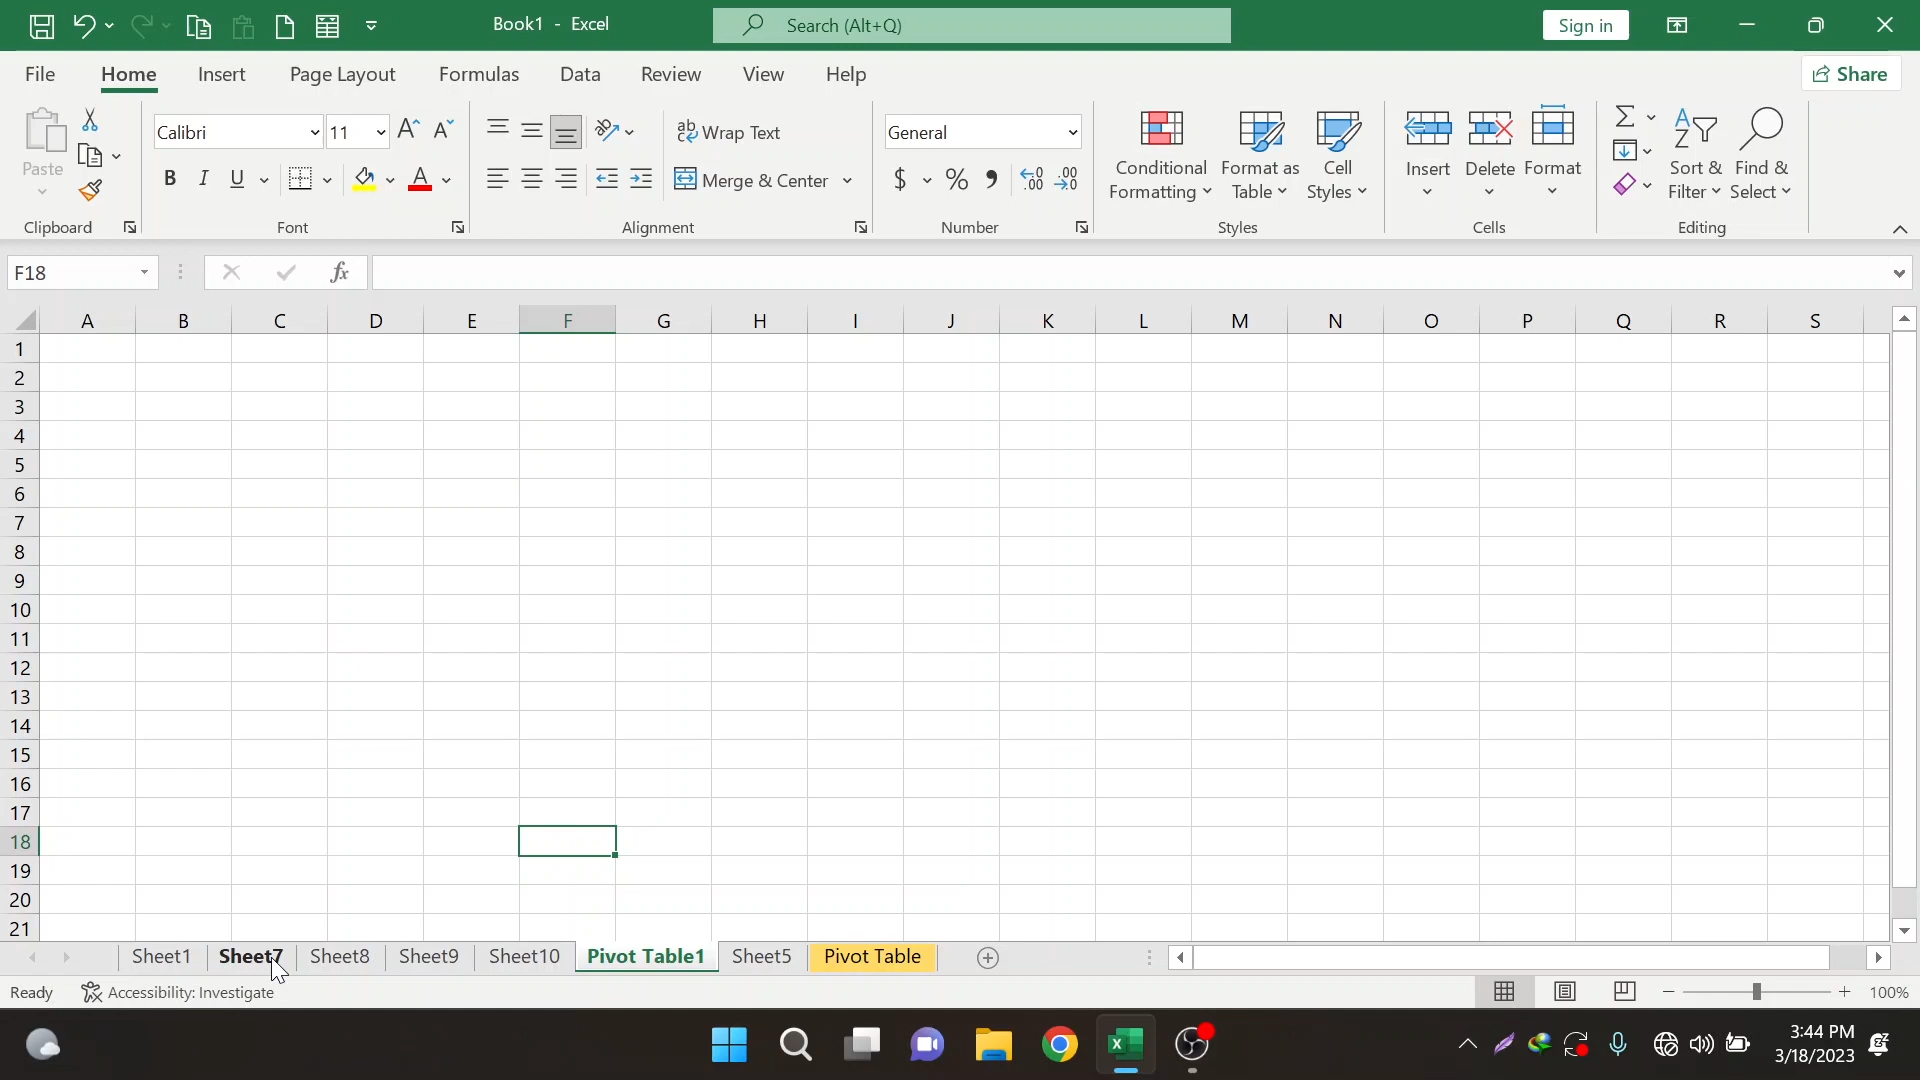 Book1 - Excel
Search (Alt+Q)
Sign in
File Home Insert Page Layout Formulas Data Review View Help
Share
Paste
Calibri 11
B I U
A A
ab Wrap Text
Merge & Center
General
$ % 9
Conditional Formatting
Format as Table
Cell Styles
Insert Delete Format
Sort & Filter
Find & Select
Clipboard Font Alignment Number Styles Cells Editing
F18 fx
A B C D E F G H I J K L M N O P Q R S
1
2
3
4
5
6
7
8
9
10
11
12
13
14
15
16
17
18
19
20
21
Sheet1 Sheet7 Sheet8 Sheet9 Sheet10 Pivot Table1 Sheet5 Pivot Table
Ready Accessibility: Investigate 100%
3:44 PM
3/18/2023